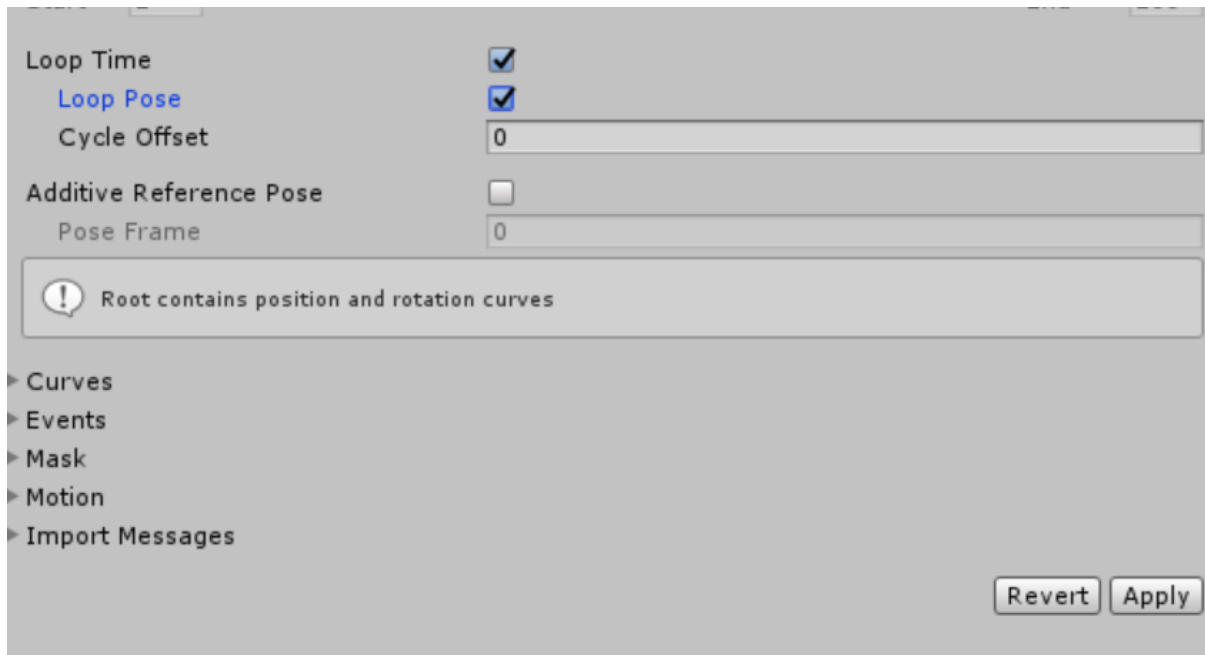 Loop Time
Loop Pose
Cycle Offset 0
Additive Reference Pose
Pose Frame 0
Root contains position and rotation curves
Curves
Events
Mask
Motion
Import Messages
Revert Apply